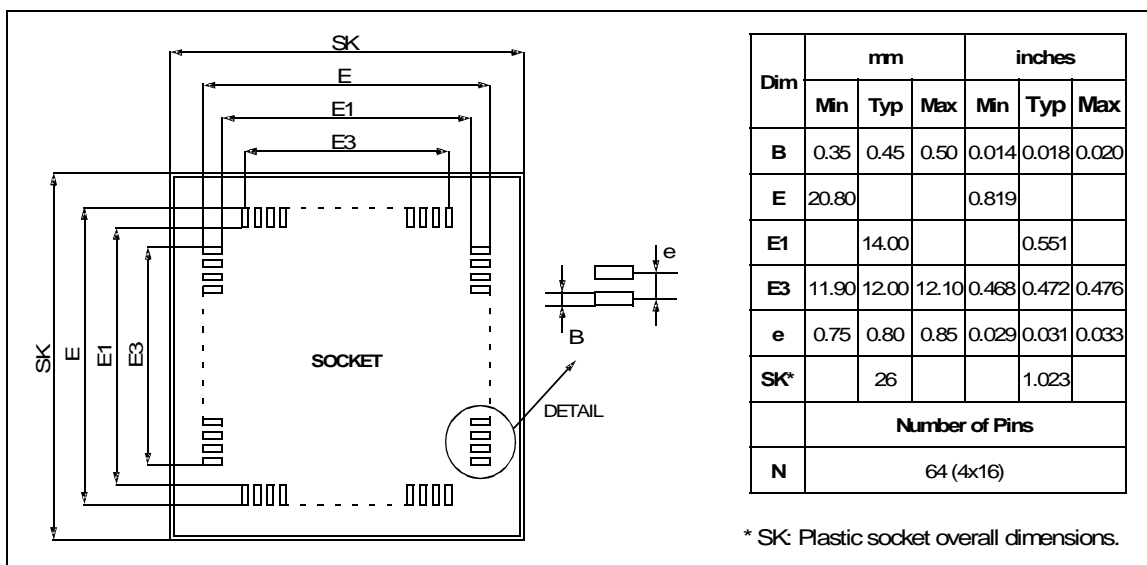 SK
E
E1
E3
SK
E
E1
E3
SOCKET
e
B
DETAIL
Dim mm inches
Min Typ Max Min Typ Max
B 0.35 0.45 0.50 0.014 0.018 0.020
E 20.80 0.819
E1 14.00 0.551
E3 11.90 12.00 12.10 0.468 0.472 0.476
e 0.75 0.80 0.85 0.029 0.031 0.033
SK* 26 1.023
Number of Pins
N 64 (4x16)
* SK: Plastic socket overall dimensions.